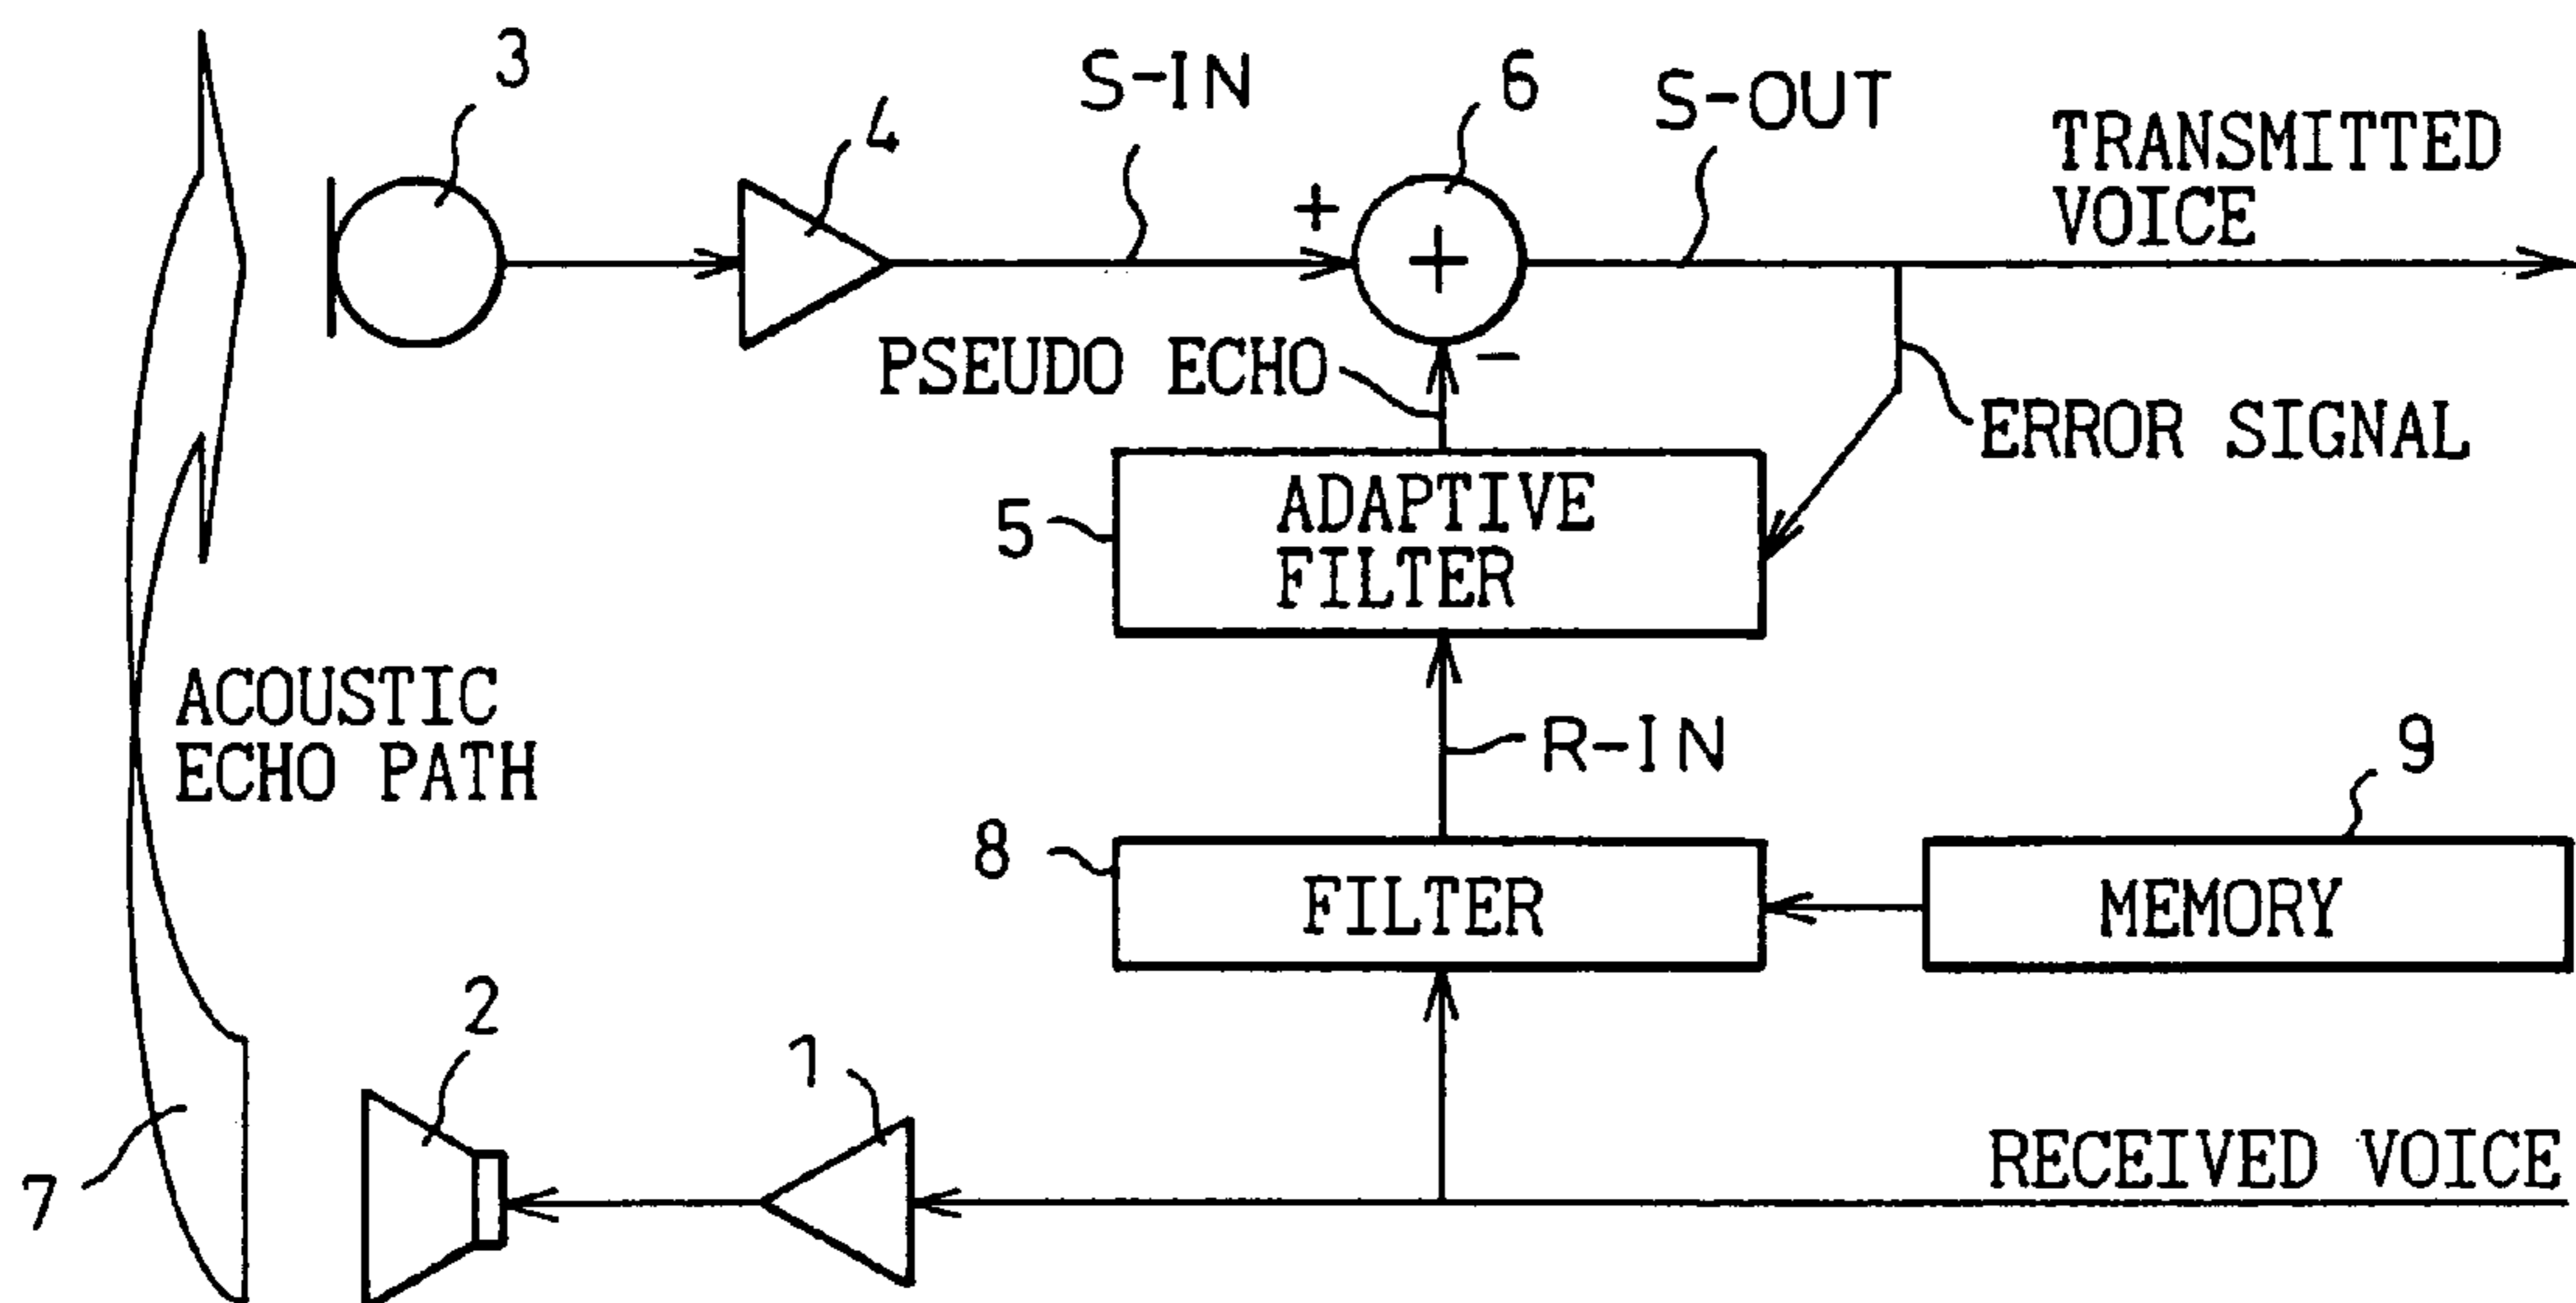 3
4
S-IN
6
S-OUT
TRANSMITTED
VOICE
+
+
-
PSEUDO ECHO
ERROR SIGNAL
5
ADAPTIVE
FILTER
ACOUSTIC
ECHO PATH
R-IN
9
8
FILTER
MEMORY
2
1
7
RECEIVED VOICE